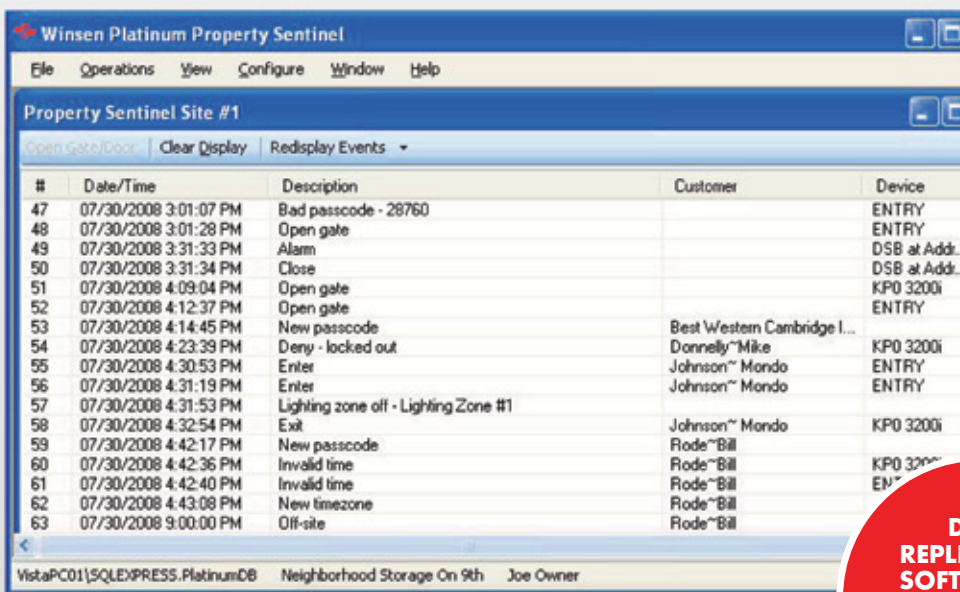 Winsen Platinum Property Sentinel
File Operations View Configure Window Help
Property Sentinel Site #1
Open Gate/Door Clear Display Redisplay Events
# Date/Time Description Customer Device
47 07/30/2008 3:01:07 PM Bad passcode - 28760 ENTRY
48 07/30/2008 3:01:28 PM Open gate ENTRY
49 07/30/2008 3:31:33 PM Alarm DSB at Addr..
50 07/30/2008 3:31:34 PM Close DSB at Addr..
51 07/30/2008 4:09:04 PM Open gate KP0 3200i
52 07/30/2008 4:12:37 PM Open gate ENTRY
53 07/30/2008 4:14:45 PM New passcode Best Western Cambridge I...
54 07/30/2008 4:23:39 PM Deny - locked out Donnelly~Mike KP0 3200i
55 07/30/2008 4:30:53 PM Enter Johnson~ Mondo ENTRY
56 07/30/2008 4:31:19 PM Enter Johnson~ Mondo ENTRY
57 07/30/2008 4:31:53 PM Lighting zone off - Lighting Zone #1
58 07/30/2008 4:32:54 PM Exit Johnson~ Mondo KP0 3200i
59 07/30/2008 4:42:17 PM New passcode Rode~Bill
60 07/30/2008 4:42:36 PM Invalid time Rode~Bill KP0
61 07/30/2008 4:42:40 PM Invalid time Rode~Bill
62 07/30/2008 4:43:08 PM New timezone Rode~Bill
63 07/30/2008 9:00:00 PM Off-site Rode~Bill
VistaPC01\SQLEXPRESS.PlatinumDB Neighborhood Storage On 9th Joe Owner
D
REPL
SOFT